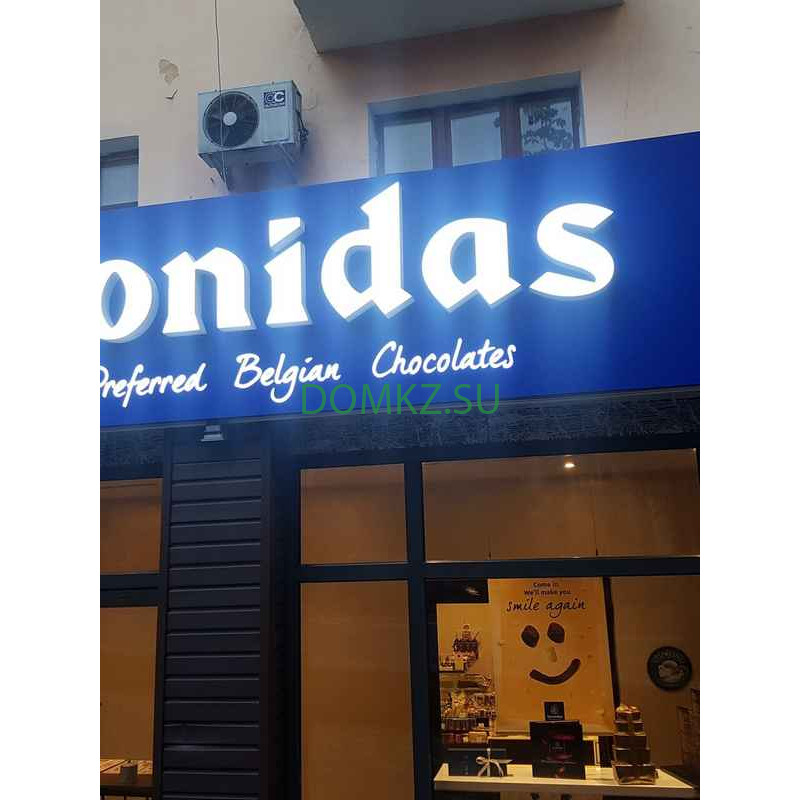 onidas
Preferred Belgian Chocolates
DOMKZ.SU
Come in
We'll make you
smile again